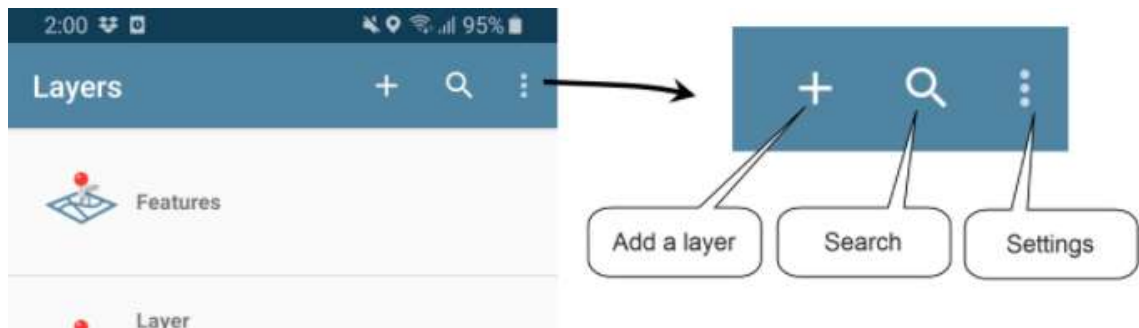 2:00 95%
Layers
Features
Layer
Add a layer
Search
Settings